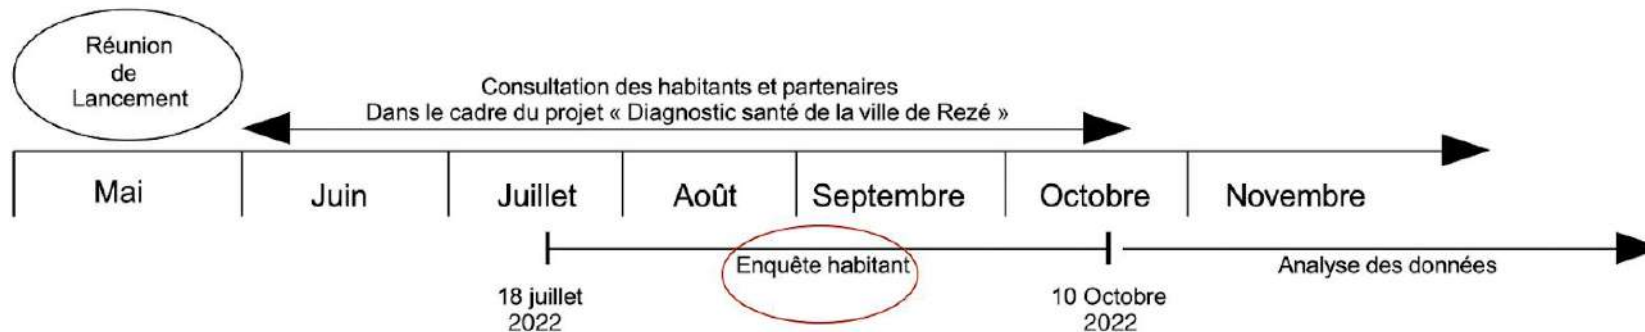 Réunion
de
Lancement
Consultation des habitants et partenaires
Dans le cadre du projet « Diagnostic santé de la ville de Rezé »
Mai
Juin
Juillet
Août
Septembre
Octobre
Novembre
Enquête habitant
Analyse des données
18 juillet
2022
10 Octobre
2022